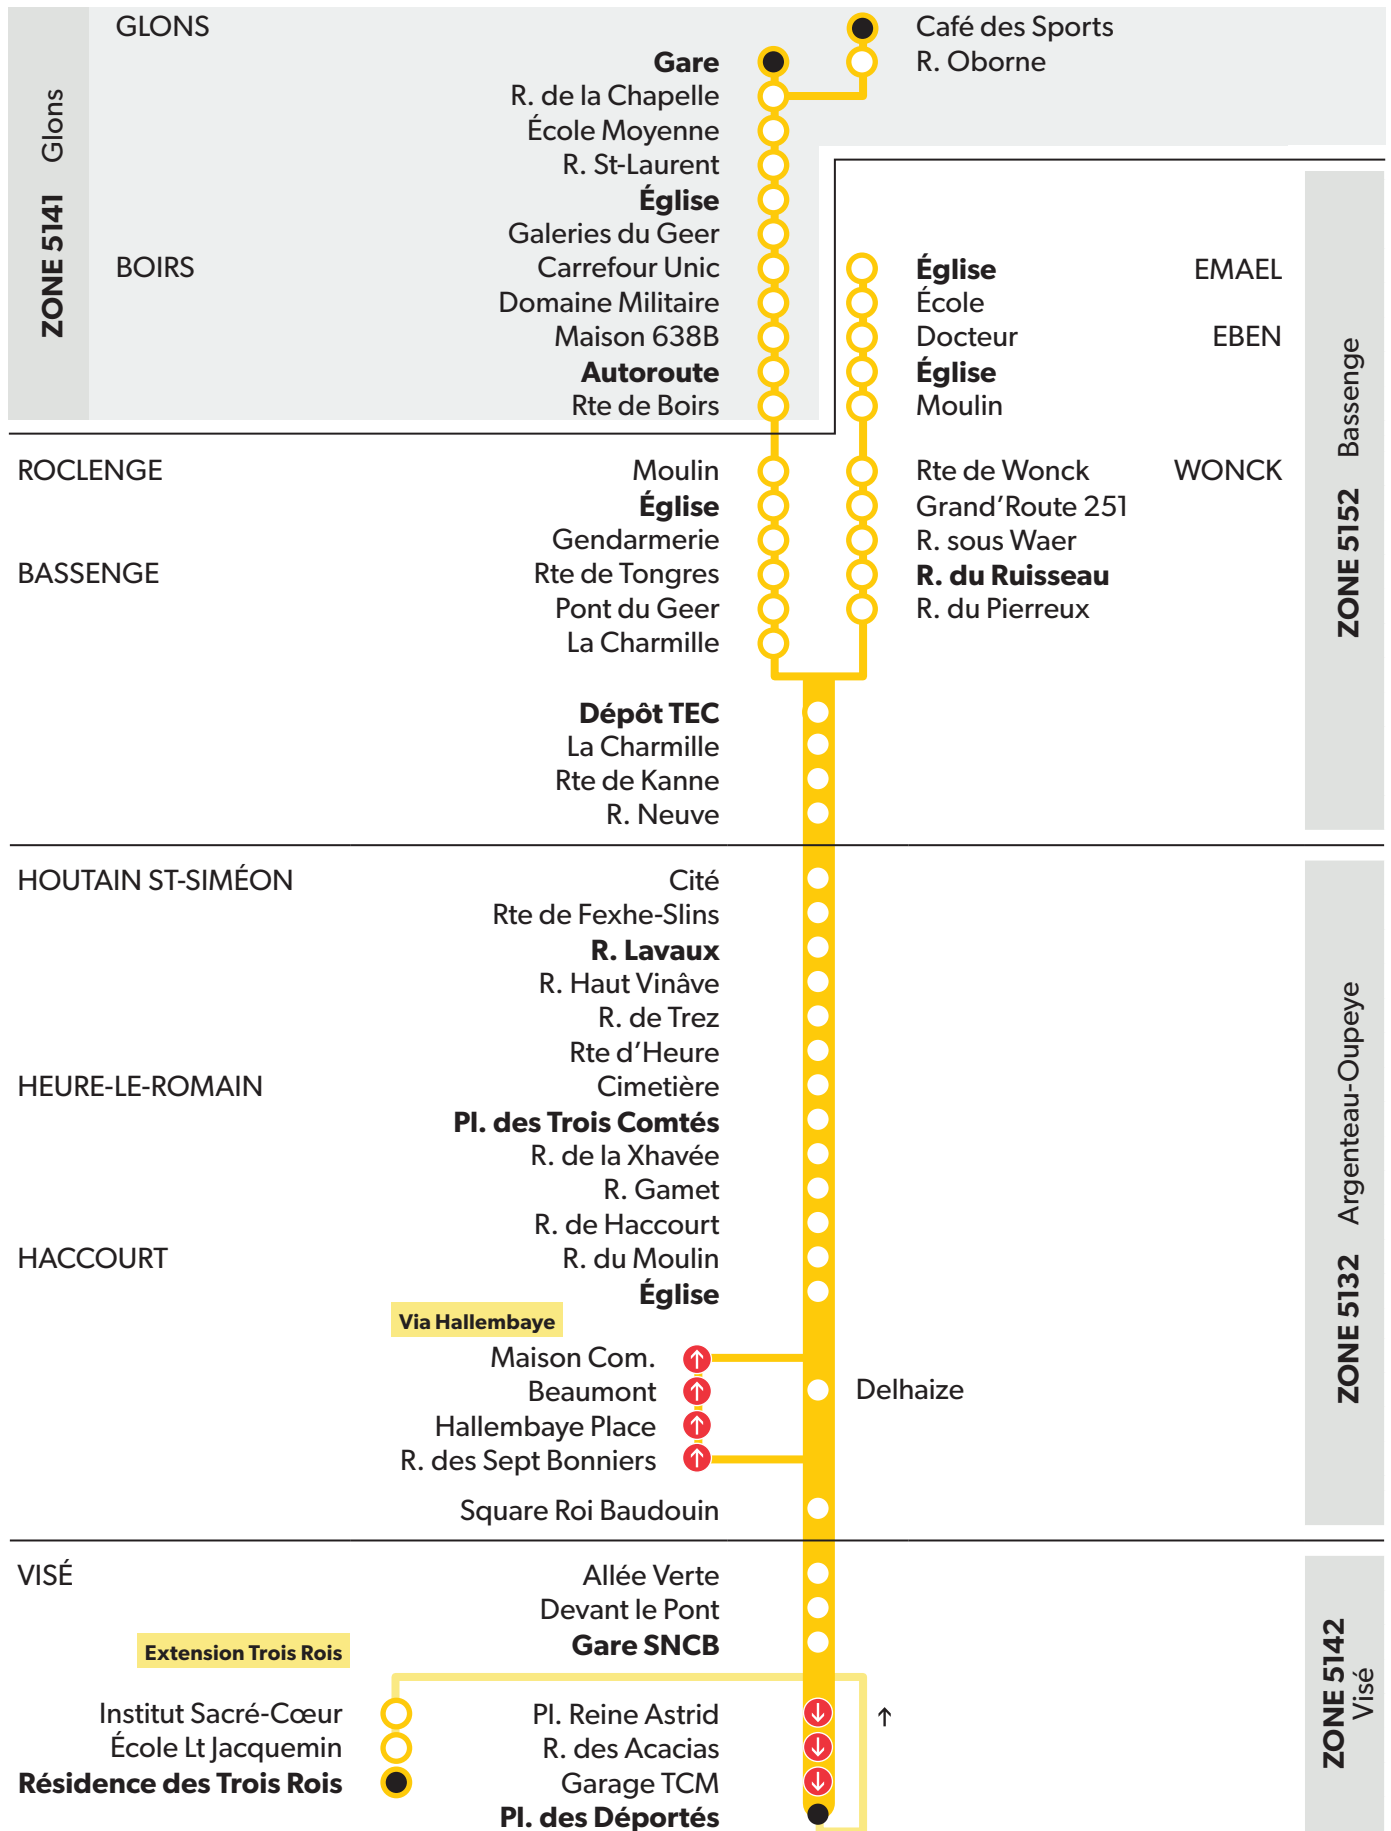 GLONS
Café des Sports
Gare
R. Oborne
R. de la Chapelle
École Moyenne
R. St-Laurent
Église
Galeries du Geer
BOIRS
Carrefour Unic
Domaine Militaire
Maison 638B
Autoroute
Rte de Boirs
ZONE 5141 Glons
Église
EMAEL
École
Docteur
EBEN
Église
Moulin
ROCLENGE
Moulin
Église
Gendarmerie
BASSENGE
Rte de Tongres
Pont du Geer
La Charmille
Rte de Wonck
WONCK
Grand'Route 251
R. sous Waer
R. du Ruisseau
R. du Pierreux
Dépôt TEC
La Charmille
Rte de Kanne
R. Neuve
ZONE 5152 Bassenge
HOUTAIN ST-SIMÉON
Cité
Rte de Fexhe-Slins
R. Lavaux
R. Haut Vinâve
R. de Trez
Rte d'Heure
HEURE-LE-ROMAIN
Cimetière
Pl. des Trois Comtés
R. de la Xhavée
R. Gamet
R. de Haccourt
HACCOURT
R. du Moulin
Église
Via Hallembaye
Maison Com.
Beaumont
Delhaize
Hallembaye Place
R. des Sept Bonniers
Square Roi Baudouin
ZONE 5132 Argenteau-Oupeye
VISÉ
Allée Verte
Devant le Pont
Gare SNCB
Extension Trois Rois
Institut Sacré-Cœur
École Lt Jacquemin
Résidence des Trois Rois
Pl. Reine Astrid
R. des Acacias
Garage TCM
Pl. des Déportés
ZONE 5142
Visé